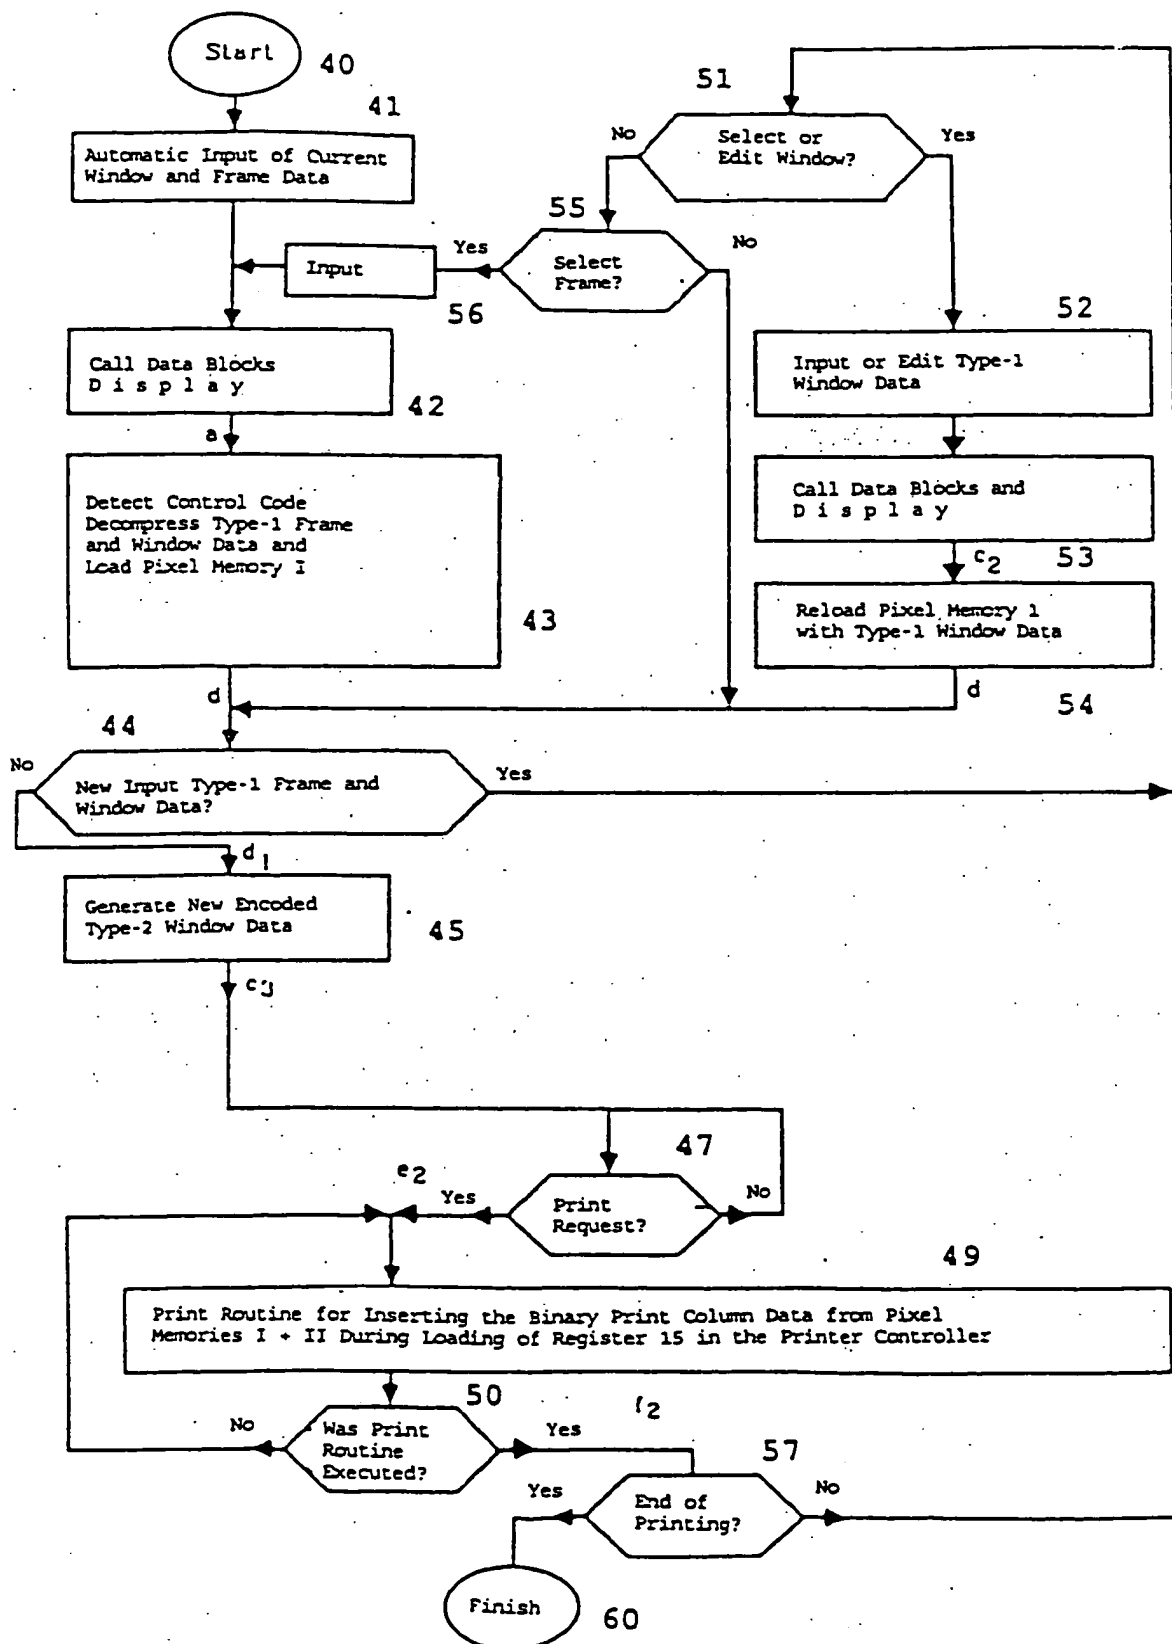 Start
40
41
Automatic Input of Current
Window and Frame Data
51
Select or
Edit Window?
No
Yes
55
Select
Frame?
Yes
No
Input
56
52
Input or Edit Type-1
Window Data
Call Data Blocks
D i s p l a y
42
a
Call Data Blocks and
D i s p l a y
c2
53
Detect Control Code
Decompress Type-1 Frame
and Window Data and
Load Pixel Memory I
43
Reload Pixel Memory 1
with Type-1 Window Data
d
54
d
44
No
New Input Type-1 Frame and
Window Data?
Yes
d1
Generate New Encoded
Type-2 Window Data
45
c3
47
e2
Yes
Print
Request?
No
49
Print Routine for Inserting the Binary Print Column Data from Pixel
Memories I + II During Loading of Register 15 in the Printer Controller
50
f2
No
Was Print
Routine
Executed?
Yes
57
Yes
End of
Printing?
No
Finish
60